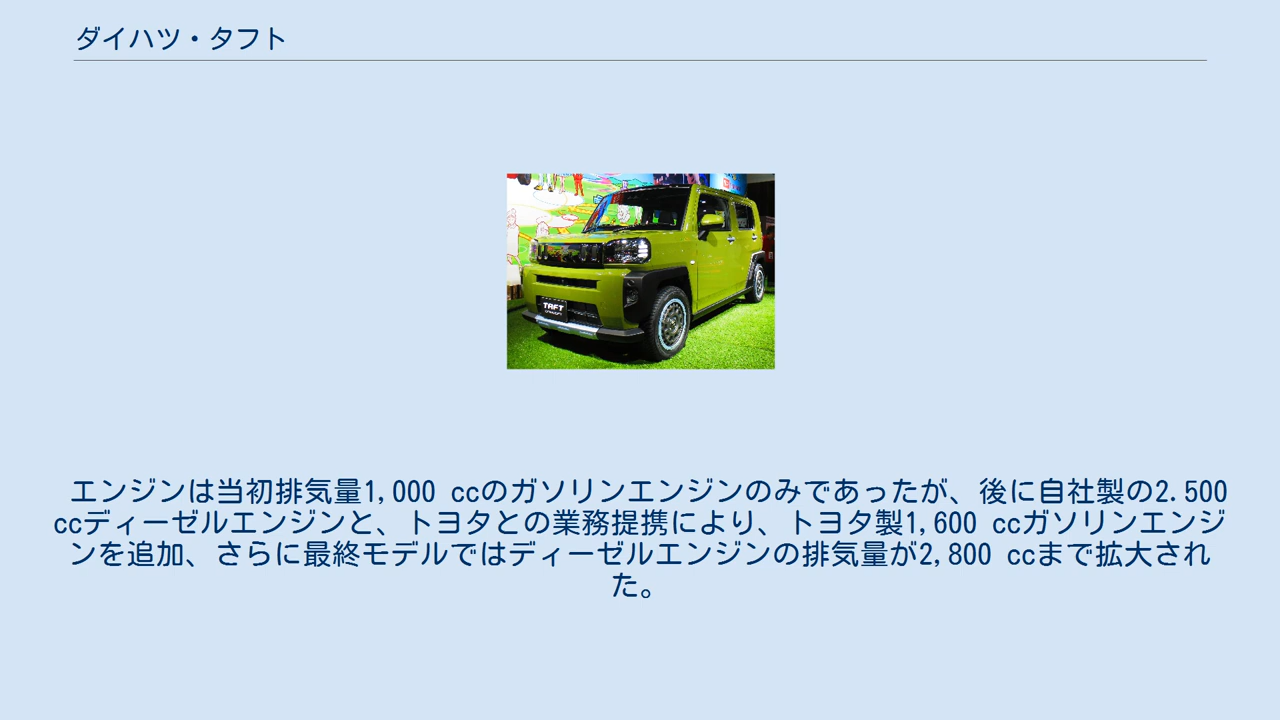 ダイハツ・タフト
TAFT
エンジンは当初排気量1,000 ccのガソリンエンジンのみであったが、後に自社製の2.500
ccディーゼルエンジンと、トヨタとの業務提携により、トヨタ製1,600 ccガソリンエンジ
ンを追加、さらに最終モデルではディーゼルエンジンの排気量が2,800 ccまで拡大され
た。